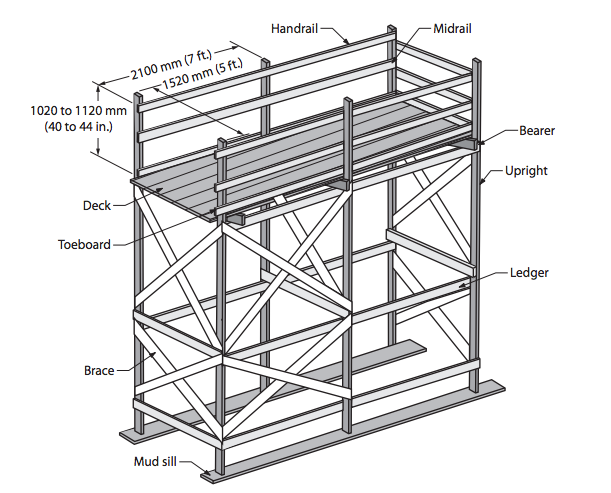 Handrail
Midrail
2100 mm (7 ft.)
1520 mm (5 ft.)
1020 to 1120 mm
(40 to 44 in.)
Bearer
Upright
Deck
Toeboard
Ledger
Brace
Mud sill